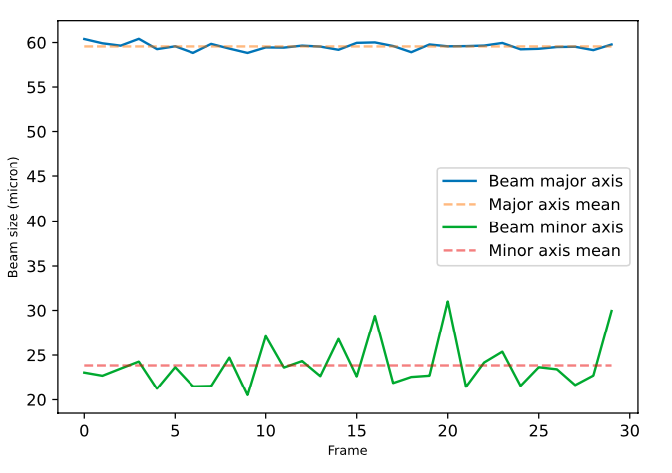 60
55
50
45
40
35
30
25
20
Beam size (micron)
Beam major axis
Major axis mean
Beam minor axis
Minor axis mean
0 5 10 15 20 25 30
Frame